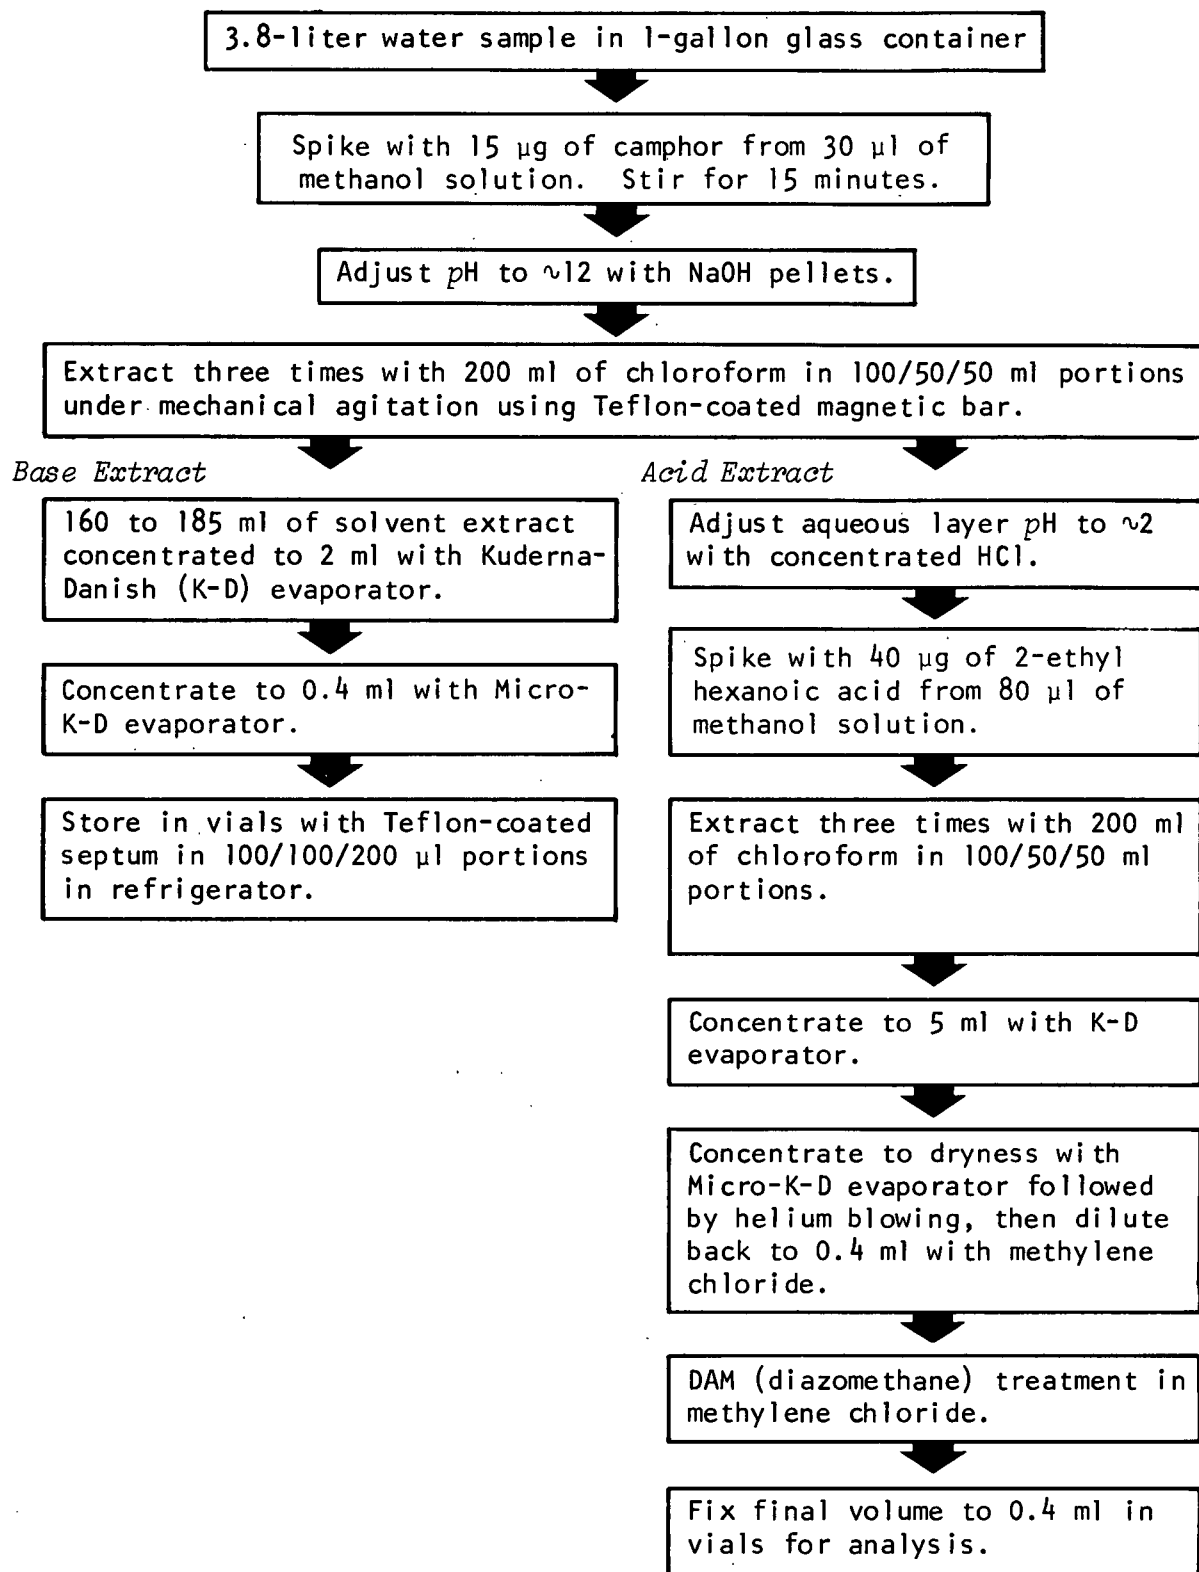 3.8-liter water sample in 1-gallon glass container
Spike with 15 µg of camphor from 30 µl of
methanol solution. Stir for 15 minutes.
Adjust pH to ~12 with NaOH pellets.
Extract three times with 200 ml of chloroform in 100/50/50 ml portions
under mechanical agitation using Teflon-coated magnetic bar.
Base Extract
160 to 185 ml of solvent extract
concentrated to 2 ml with Kuderna-
Danish (K-D) evaporator.
Concentrate to 0.4 ml with Micro-
K-D evaporator.
Store in vials with Teflon-coated
septum in 100/100/200 µl portions
in refrigerator.
Acid Extract
Adjust aqueous layer pH to ~2
with concentrated HCl.
Spike with 40 µg of 2-ethyl
hexanoic acid from 80 µl of
methanol solution.
Extract three times with 200 ml
of chloroform in 100/50/50 ml
portions.
Concentrate to 5 ml with K-D
evaporator.
Concentrate to dryness with
Micro-K-D evaporator followed
by helium blowing, then dilute
back to 0.4 ml with methylene
chloride.
DAM (diazomethane) treatment in
methylene chloride.
Fix final volume to 0.4 ml in
vials for analysis.